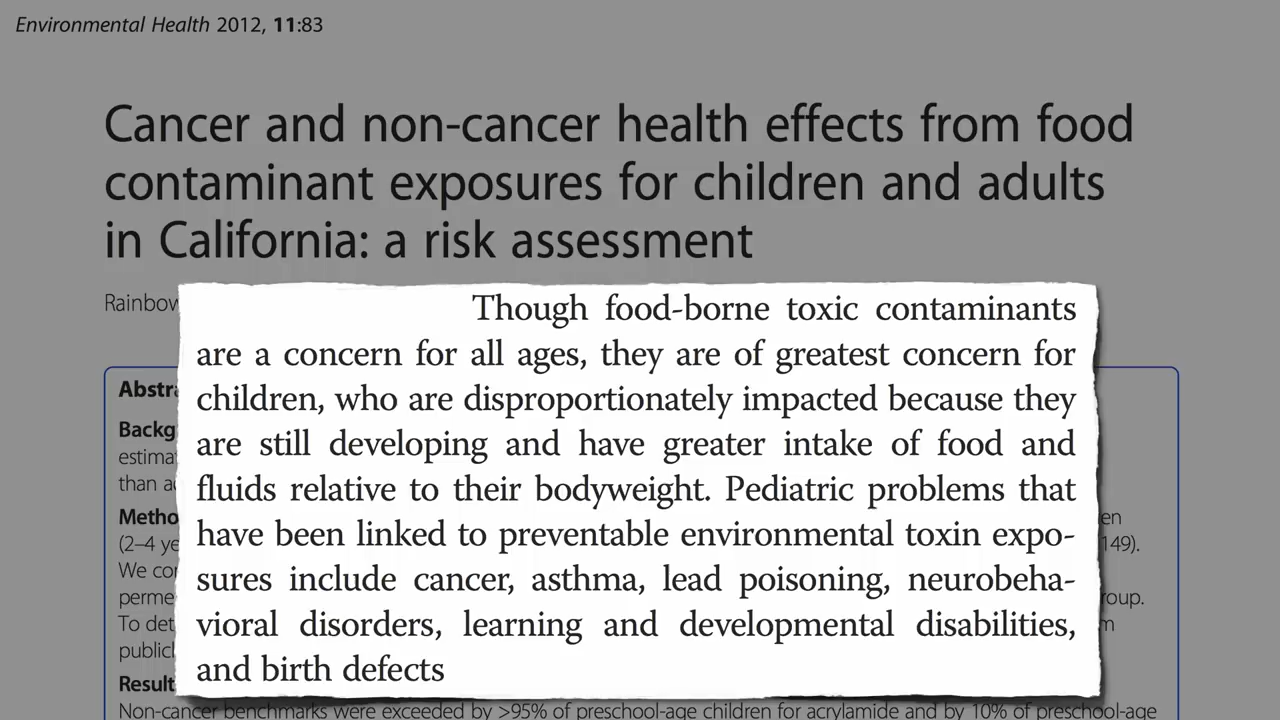 Environmental Health 2012, 11:83
Cancer and non-cancer health effects from food
contaminant exposures for children and adults
in California: a risk assessment
Rainbow
Though food-borne toxic contaminants
are a concern for all ages, they are of greatest concern for
children, who are disproportionately impacted because they
are still developing and have greater intake of food and
fluids relative to their bodyweight. Pediatric problems that
have been linked to preventable environmental toxin expo-
sures include cancer, asthma, lead poisoning, neurobeha-
vioral disorders, learning and developmental disabilities,
and birth defects
Abstra
Backg
estima
than a
Metho
(2–4 ye
149).
We con
perme
roup.
To det
public
Result
Non-cancer benchmarks were exceeded by >95% of preschool-age children for acrylamide and by 10% of preschool-age